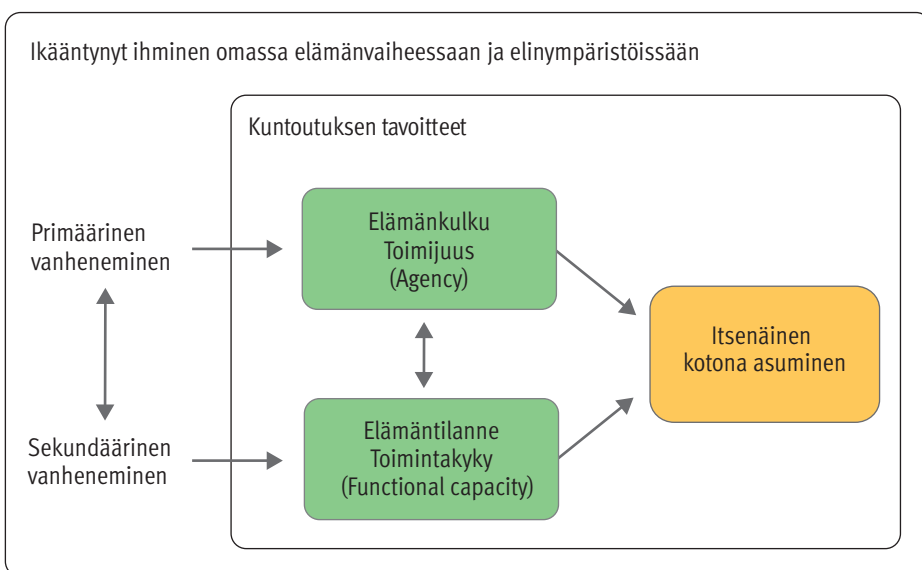 Ikääntynyt ihminen omassa elämänvaiheessaan ja elinympäristöissään
Kuntoutuksen tavoitteet
Primäärinen
vanheneminen
Elämänkulku
Toimijuus
(Agency)
Itsenäinen
kotona asuminen
Sekundäärinen
vanheneminen
Elämäntilanne
Toimintakyky
(Functional capacity)